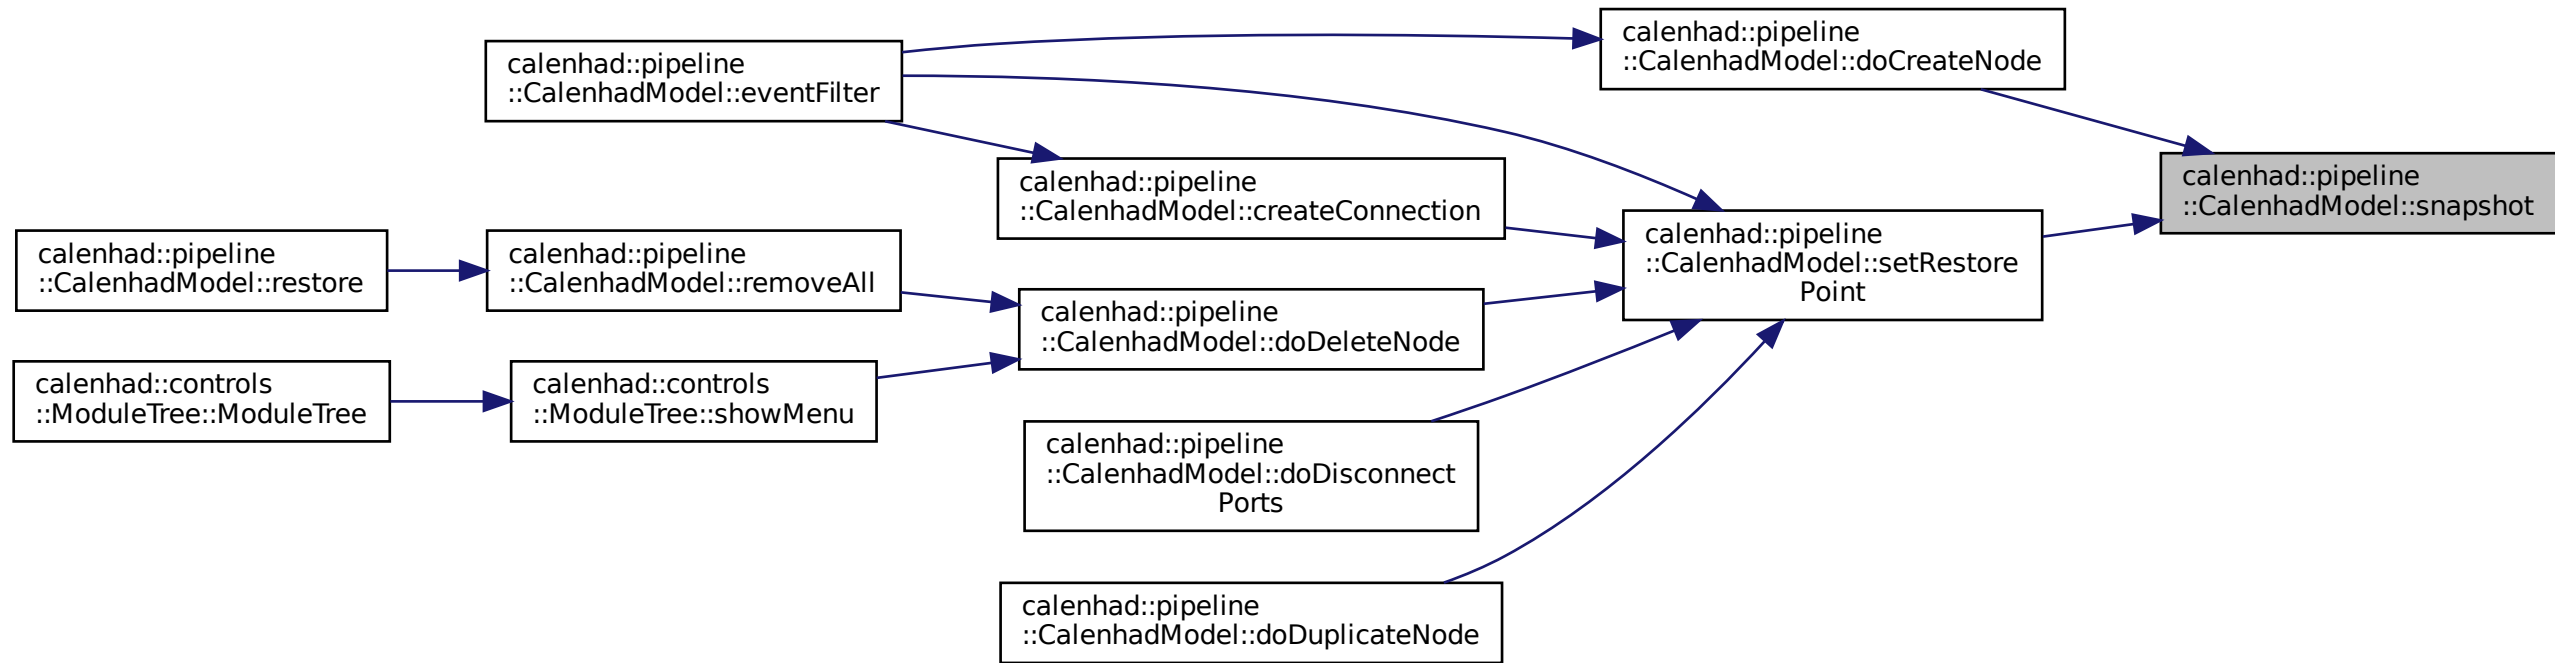 calenhad::pipeline
::CalenhadModel::doCreateNode
calenhad::pipeline
::CalenhadModel::eventFilter
calenhad::pipeline
::CalenhadModel::snapshot
calenhad::pipeline
::CalenhadModel::createConnection
calenhad::pipeline
::CalenhadModel::setRestore
Point
calenhad::pipeline
::CalenhadModel::restore
calenhad::pipeline
::CalenhadModel::removeAll
calenhad::pipeline
::CalenhadModel::doDeleteNode
calenhad::controls
::ModuleTree::ModuleTree
calenhad::controls
::ModuleTree::showMenu
calenhad::pipeline
::CalenhadModel::doDisconnect
Ports
calenhad::pipeline
::CalenhadModel::doDuplicateNode